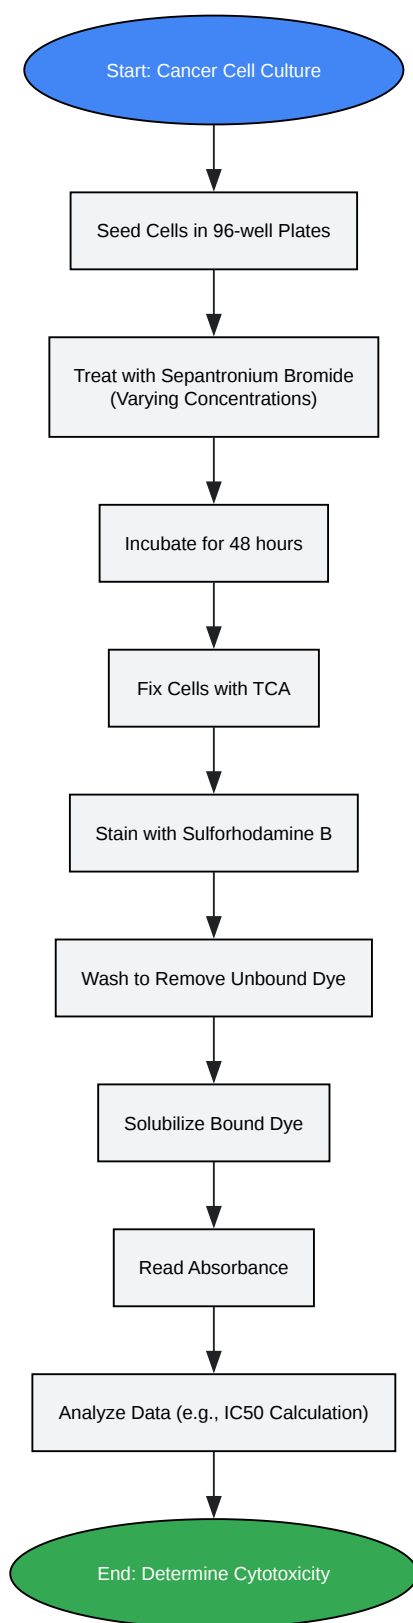 Start: Cancer Cell Culture
Seed Cells in 96-well Plates
Treat with Sepantronium Bromide
(Varying Concentrations)
Incubate for 48 hours
Fix Cells with TCA
Stain with Sulforhodamine B
Wash to Remove Unbound Dye
Solubilize Bound Dye
Read Absorbance
Analyze Data (e.g., IC50 Calculation)
End: Determine Cytotoxicity